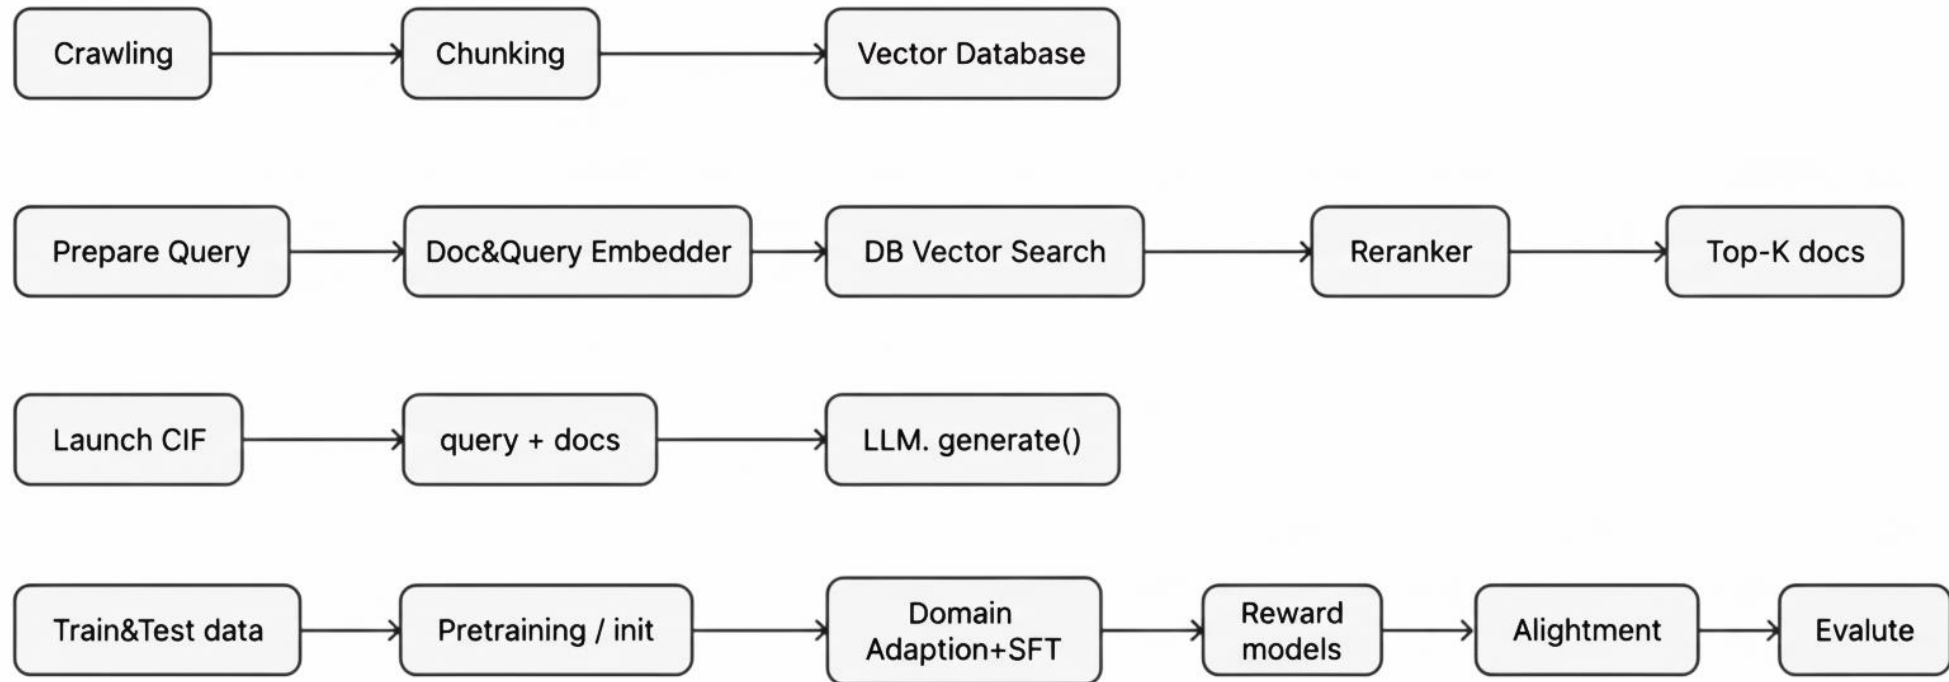 Crawling
Chunking
Vector Database
Prepare Query
Doc&Query Embedder
DB Vector Search
Reranker
Top-K docs
Launch CIF
query + docs
LLM. generate()
Train&Test data
Pretraining / init
Domain
Adaption+SFT
Reward
models
Alightment
Evalute